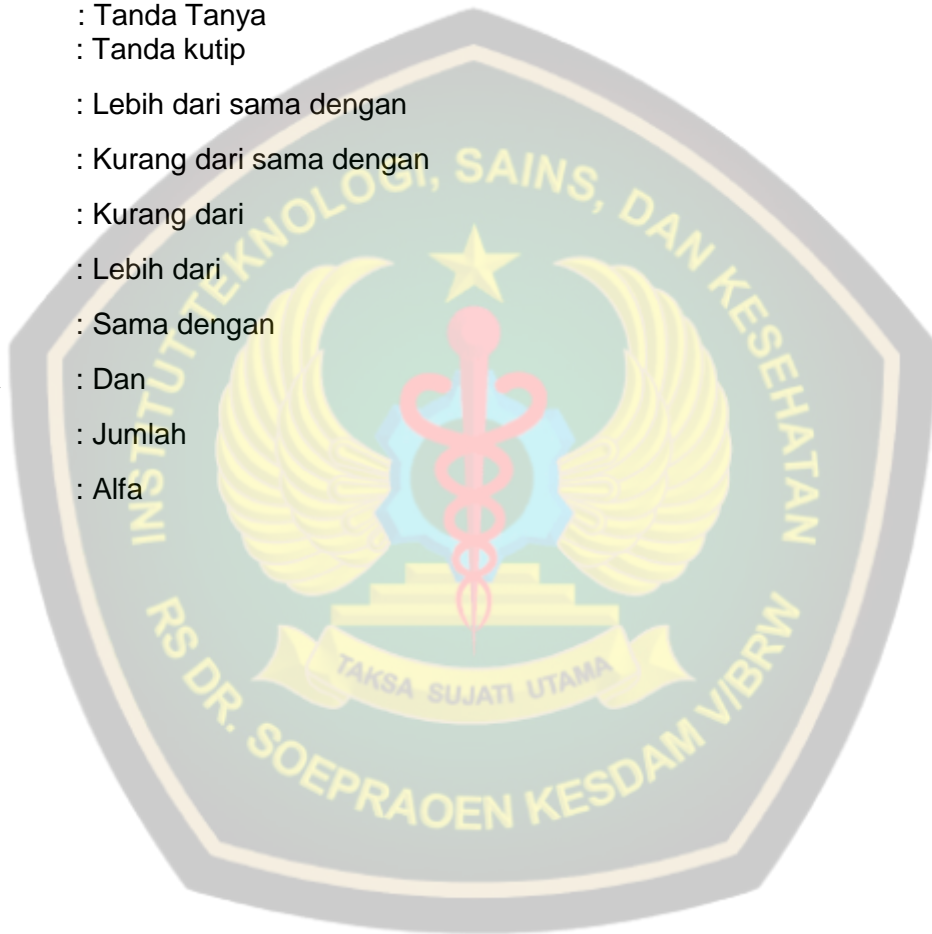 : Tanda Tanya
: Tanda kutip
: Lebih dari sama dengan
: Kurang dari sama dengan
: Kurang dari
: Lebih dari
: Sama dengan
: Dan
: Jumlah
: Alfa
INSTITUT TEKNOLOGI, SAINS, DAN KESEHATAN
TAKSA SUJATI UTAMA
RS DR. SOEPRAOEN KESDAM V/BRW